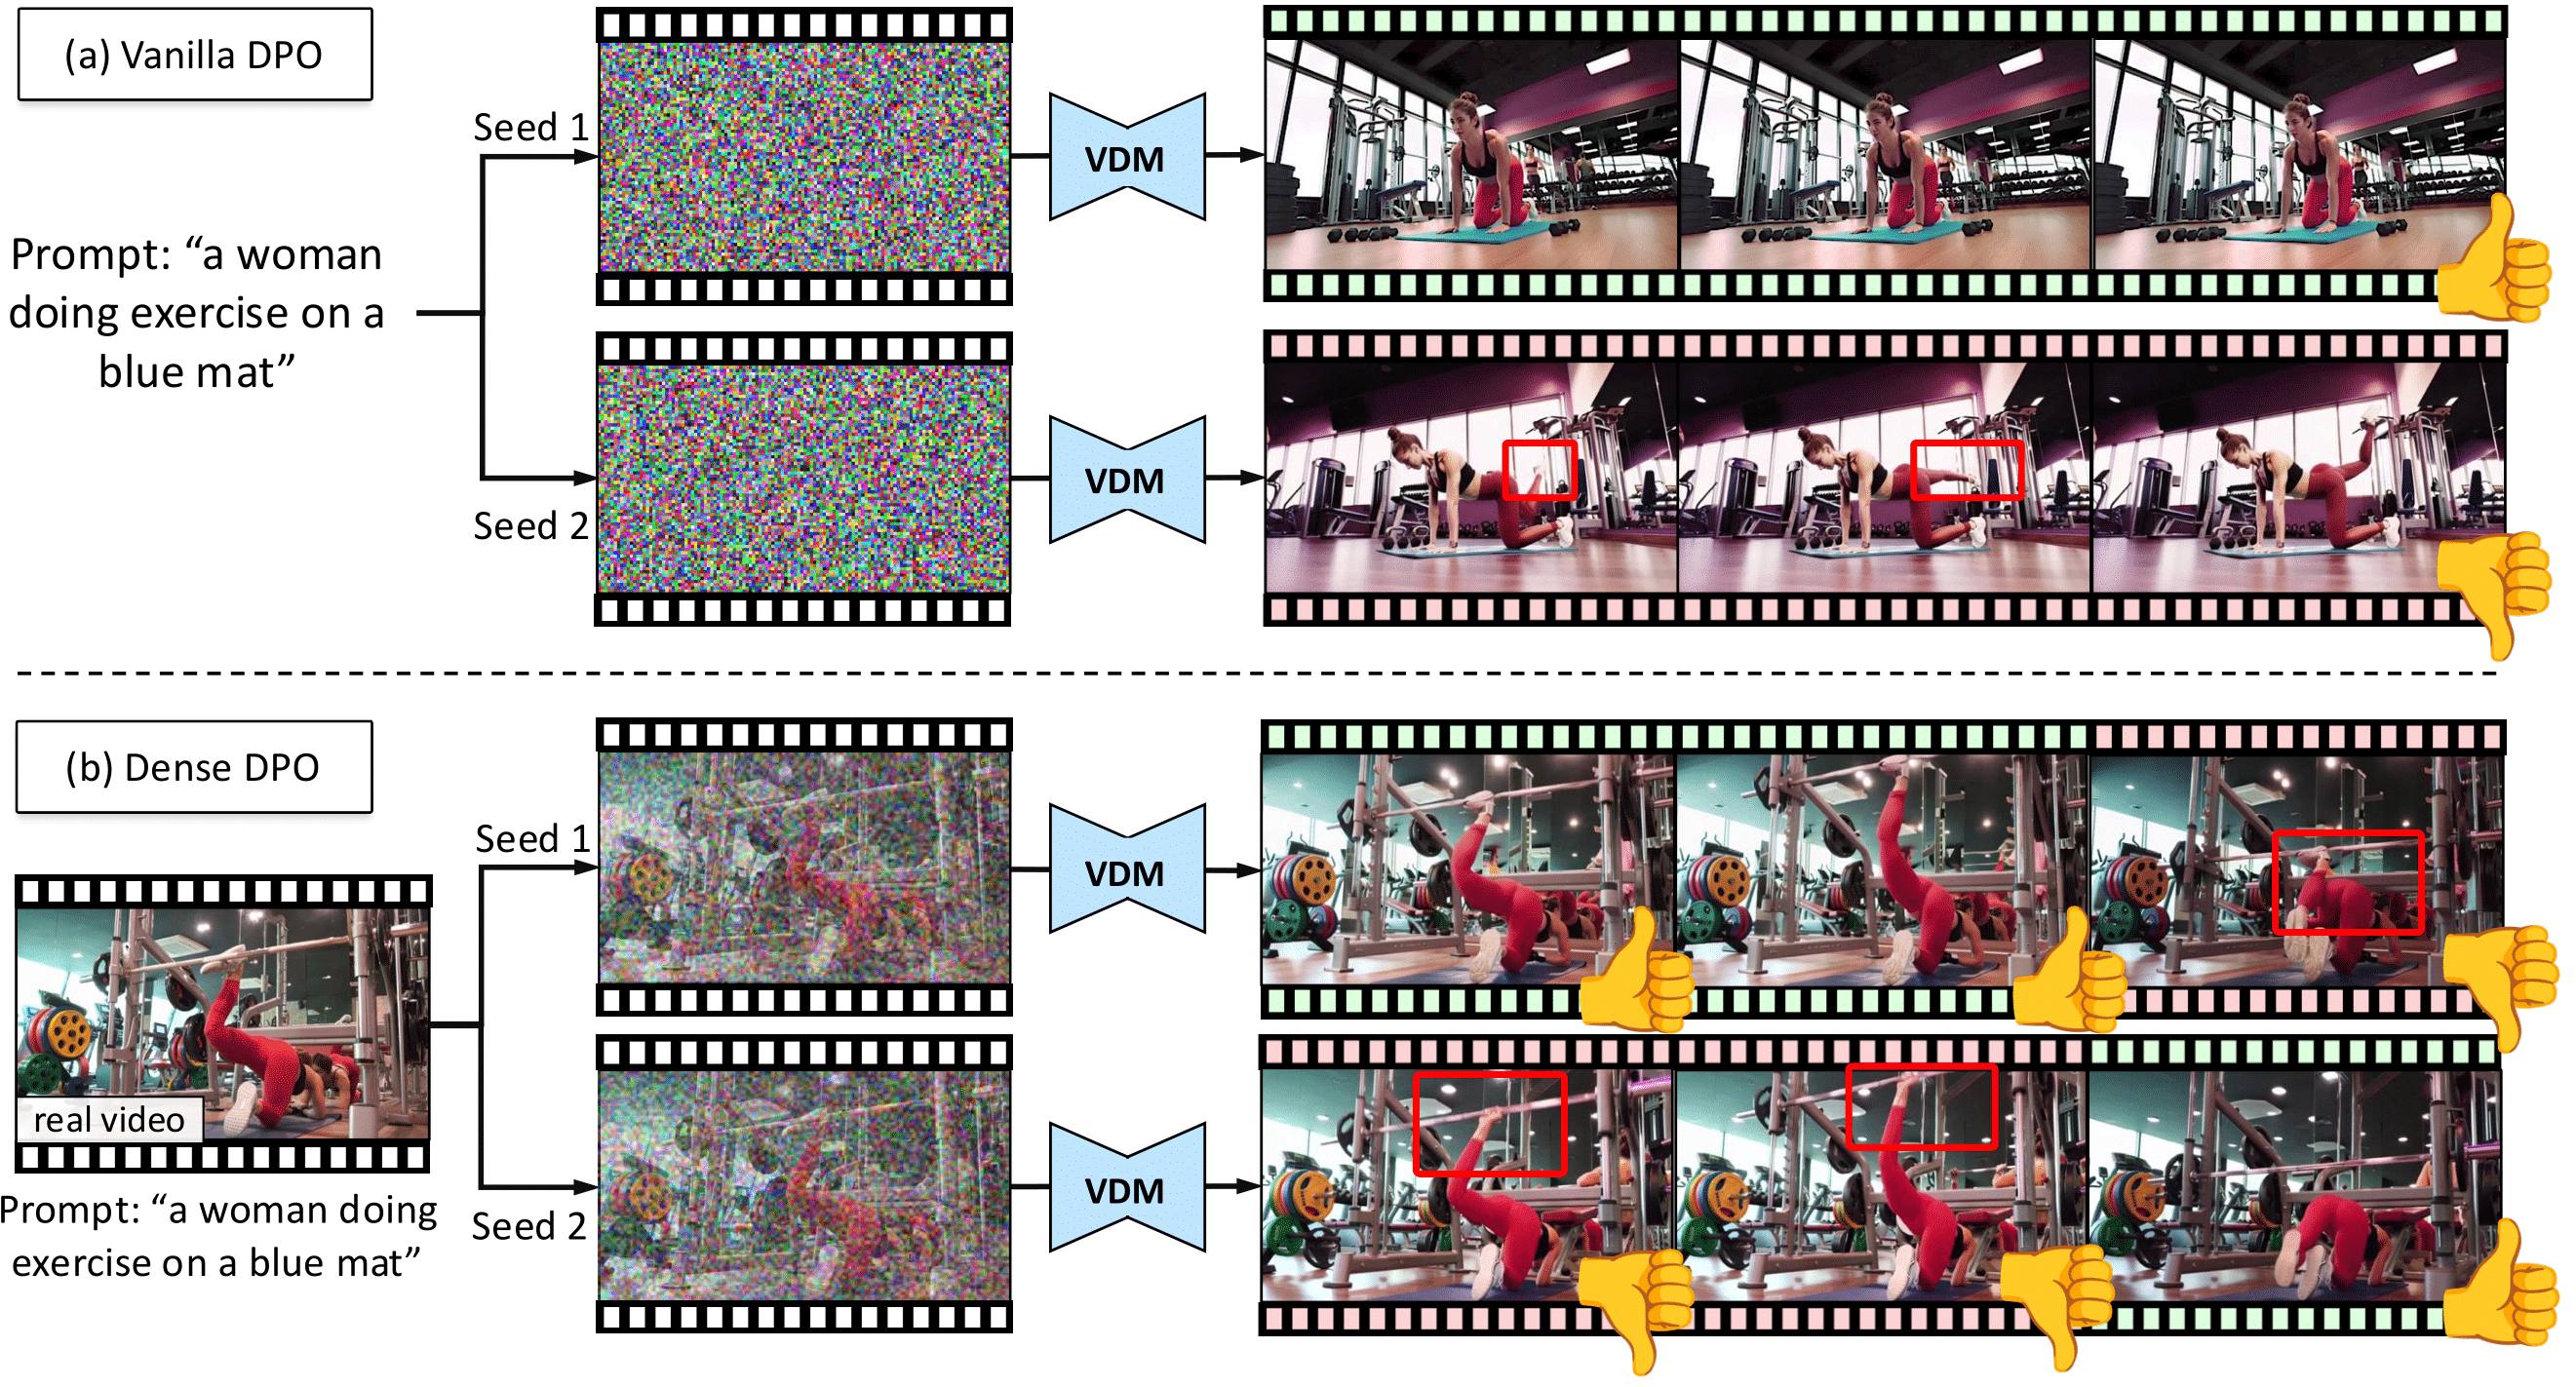 (a) Vanilla DPO
Seed 1
VDM
Prompt: “a woman
doing exercise on a
blue mat”
Seed 2
VDM
(b) Dense DPO
Seed 1
VDM
real video
Prompt: “a woman doing
exercise on a blue mat”
Seed 2
VDM